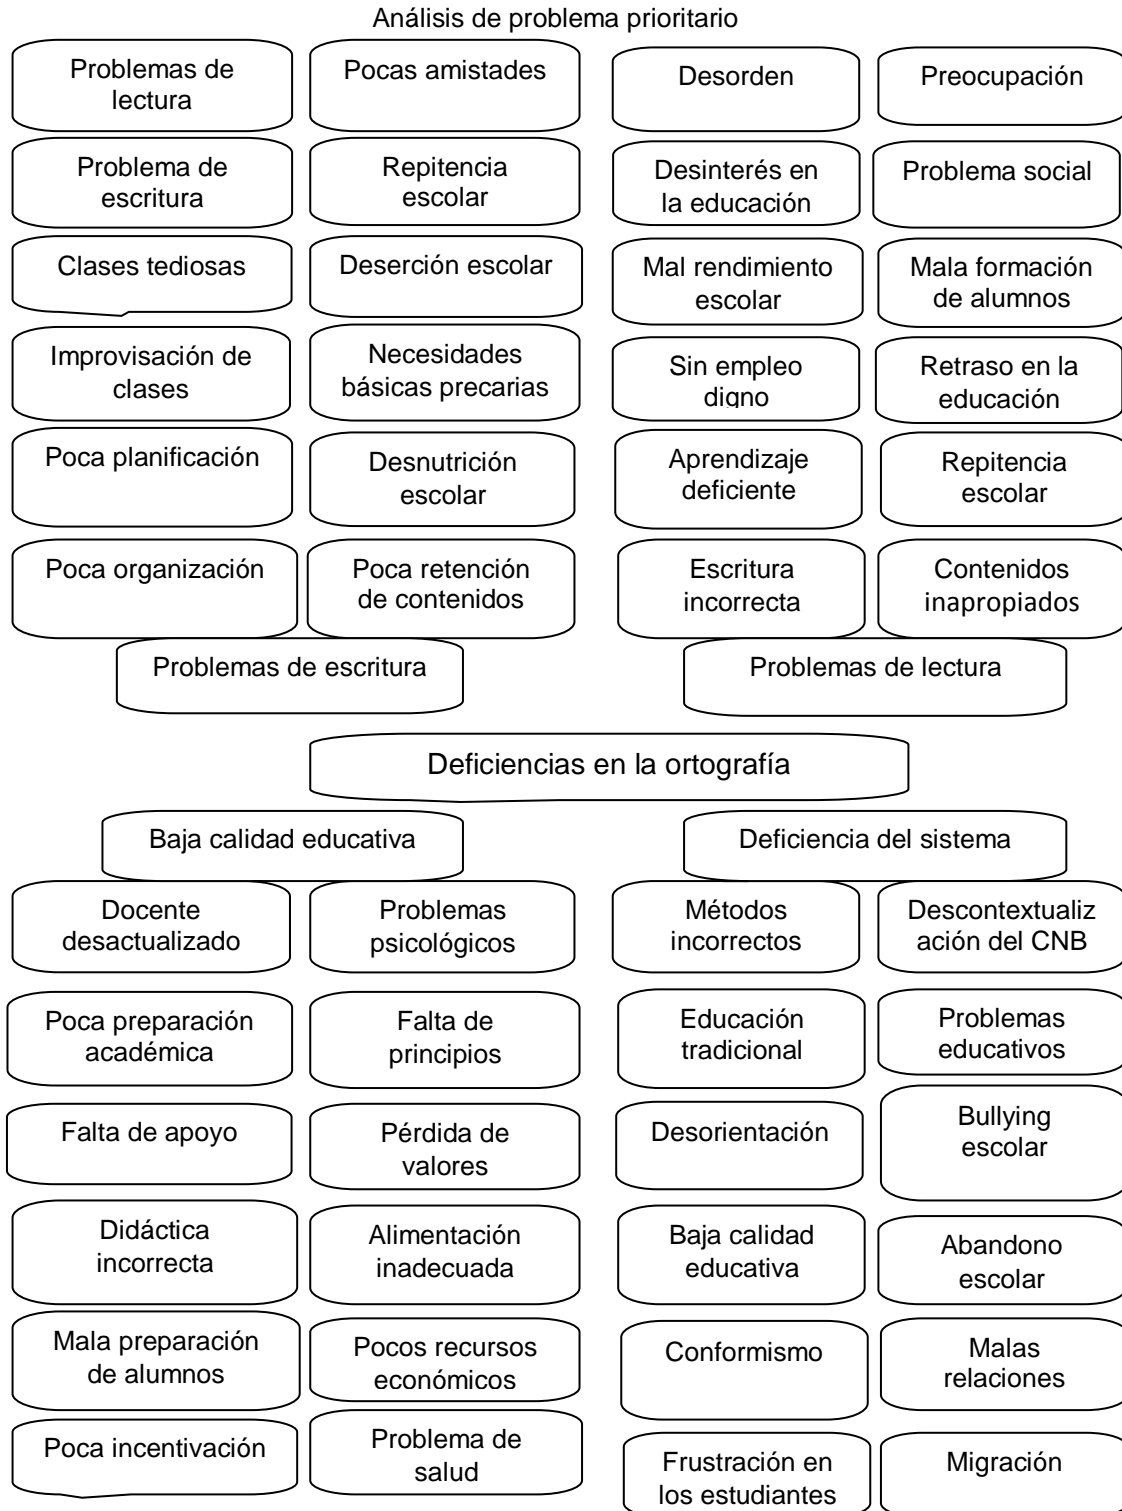 Análisis de problema prioritario
Problemas de
lectura
Pocas amistades
Desorden
Preocupación
Problema de
escritura
Repitencia
escolar
Desinterés en
la educación
Problema social
Clases tediosas
Deserción escolar
Mal rendimiento
escolar
Mala formación
de alumnos
Improvisación de
clases
Necesidades
básicas precarias
Sin empleo
digno
Retraso en la
educación
Poca planificación
Desnutrición
escolar
Aprendizaje
deficiente
Repitencia
escolar
Poca organización
Poca retención
de contenidos
Escritura
incorrecta
Contenidos
inapropiados
Problemas de escritura
Problemas de lectura
Deficiencias en la ortografía
Baja calidad educativa
Deficiencia del sistema
Docente
desactualizado
Problemas
psicológicos
Métodos
incorrectos
Descontextualiz
ación del CNB
Poca preparación
académica
Falta de
principios
Educación
tradicional
Problemas
educativos
Falta de apoyo
Pérdida de
valores
Desorientación
Bullying
escolar
Didáctica
incorrecta
Alimentación
inadecuada
Baja calidad
educativa
Abandono
escolar
Mala preparación
de alumnos
Pocos recursos
económicos
Conformismo
Malas
relaciones
Poca incentivación
Problema de
salud
Frustración en
los estudiantes
Migración